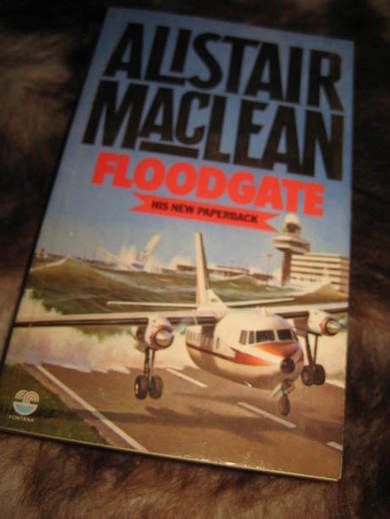 ALISTAIR
MACLEAN
FLOODGATE
HIS NEW PAPERBACK
FONTANA